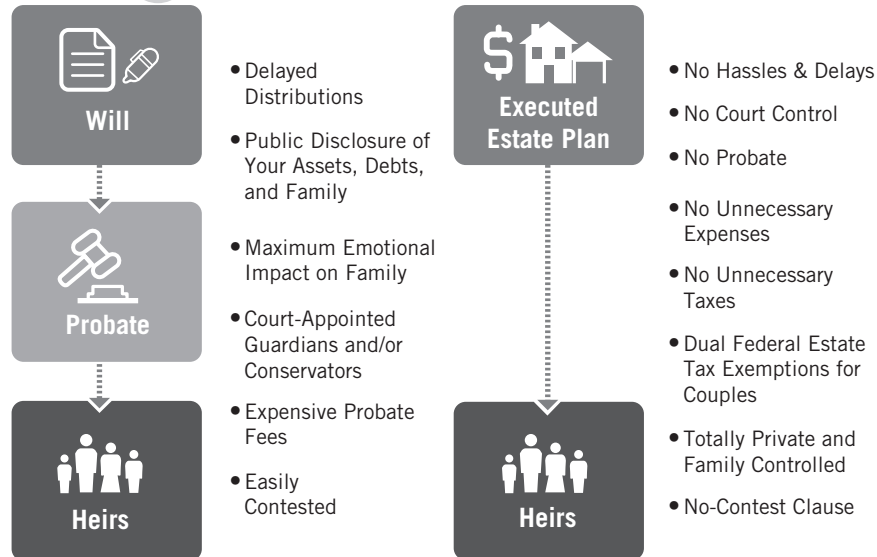 Will
Probate
Heirs
• Delayed
Distributions
• Public Disclosure of
Your Assets, Debts,
and Family
• Maximum Emotional
Impact on Family
• Court-Appointed
Guardians and/or
Conservators
• Expensive Probate
Fees
• Easily
Contested
$
Executed
Estate Plan
Heirs
• No Hassles & Delays
• No Court Control
• No Probate
• No Unnecessary
Expenses
• No Unnecessary
Taxes
• Dual Federal Estate
Tax Exemptions for
Couples
• Totally Private and
Family Controlled
• No-Contest Clause